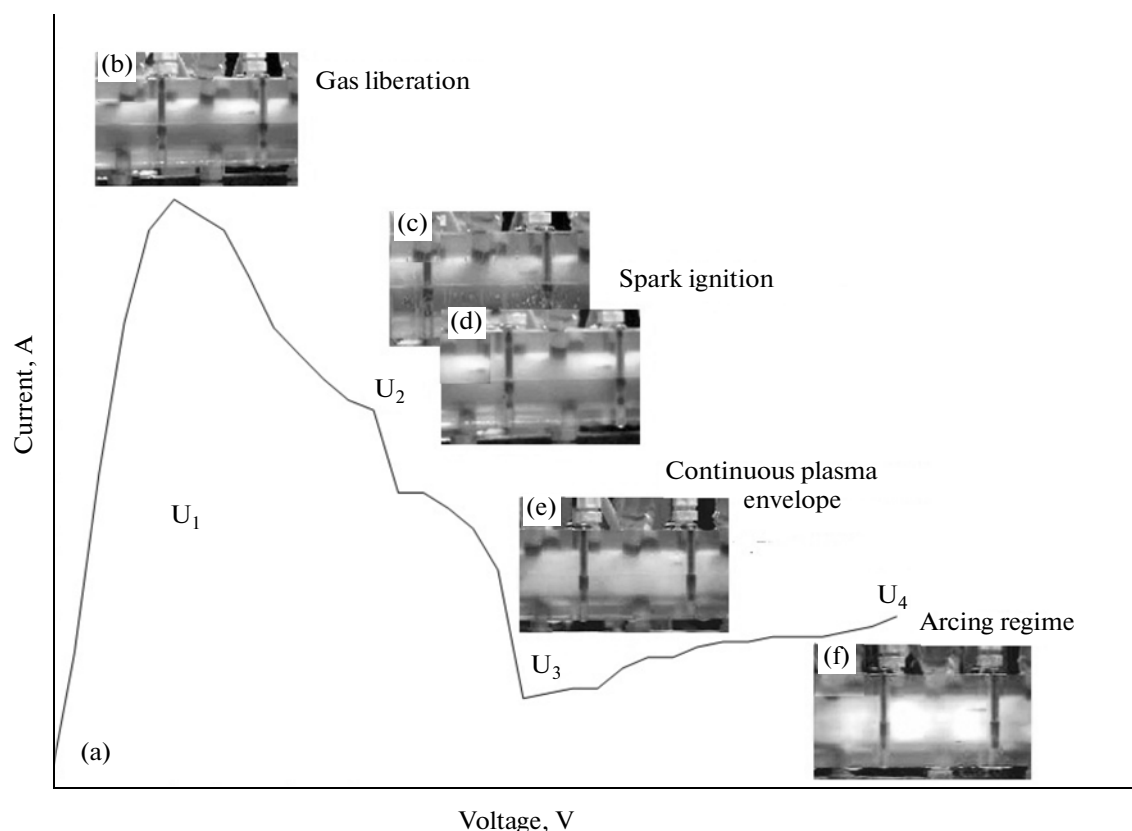 (b)
Gas liberation
(c)
Spark ignition
(d)
Current, A
U₂
Continuous plasma
envelope
(e)
U₁
U₄
Arcing regime
U₃
(f)
(a)
Voltage, V